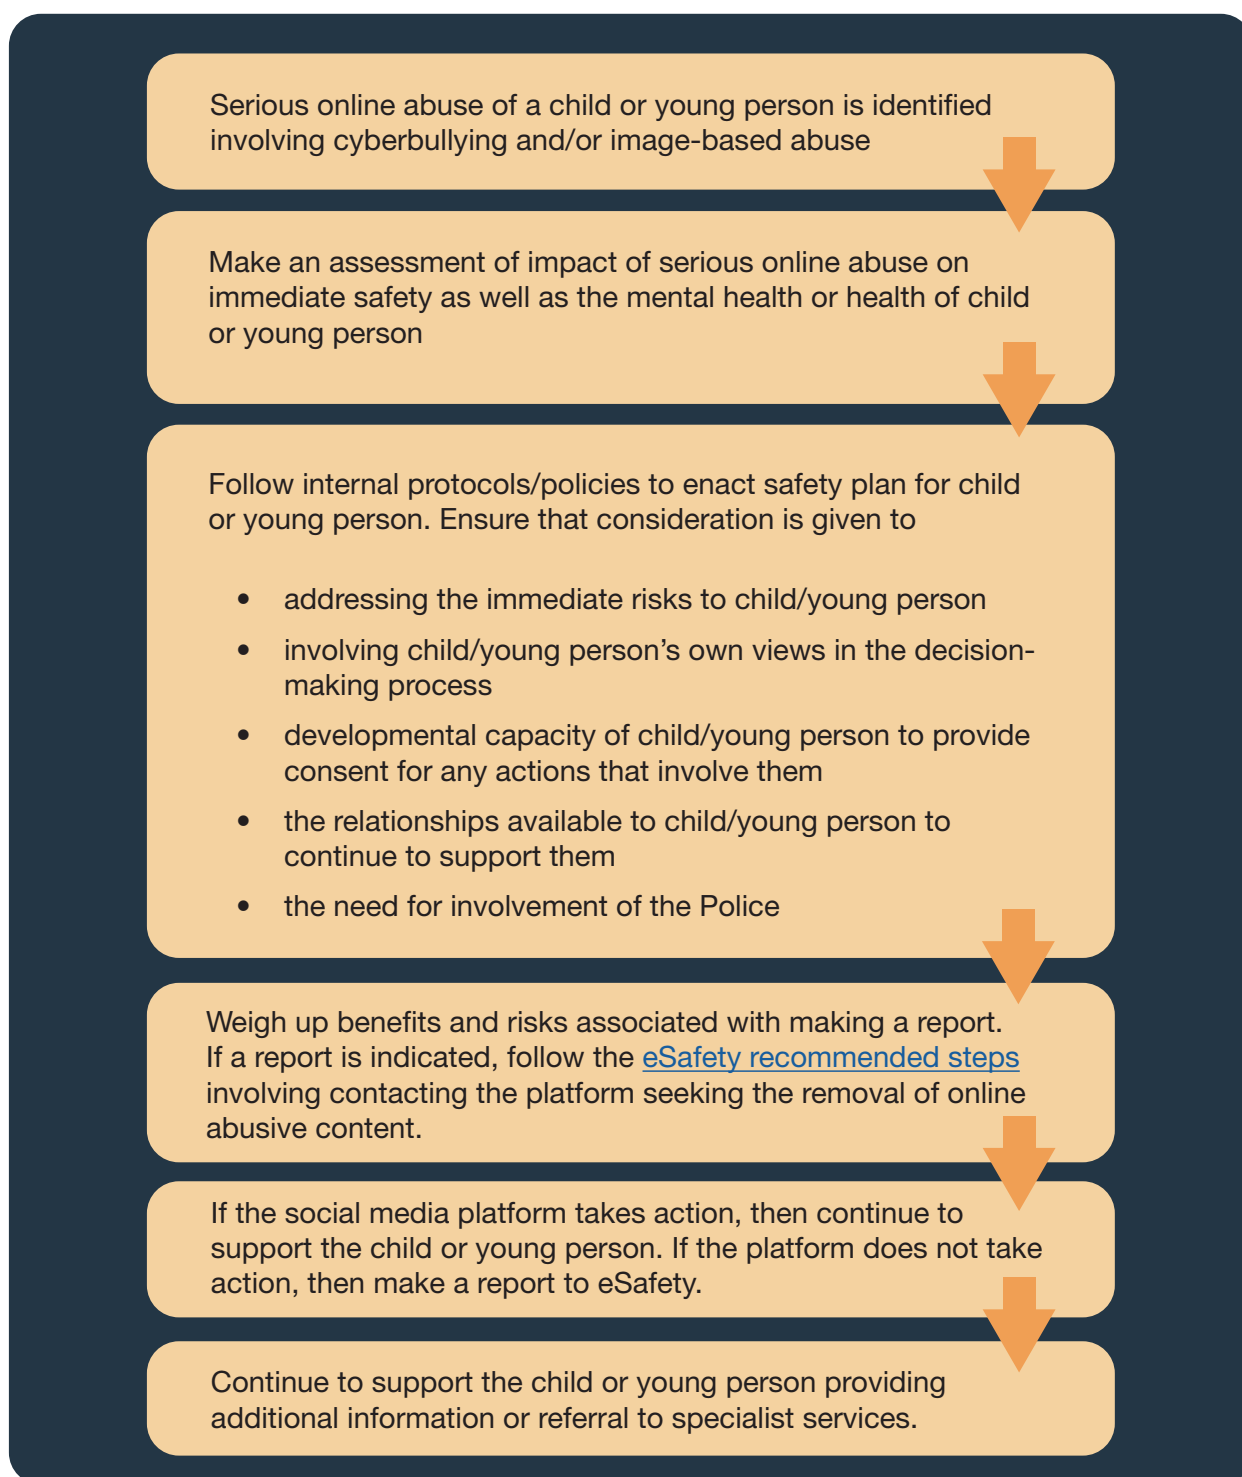 Serious online abuse of a child or young person is identified
involving cyberbullying and/or image-based abuse
Make an assessment of impact of serious online abuse on
immediate safety as well as the mental health or health of child
or young person
Follow internal protocols/policies to enact safety plan for child
or young person. Ensure that consideration is given to
• addressing the immediate risks to child/young person
• involving child/young person’s own views in the decision-
making process
• developmental capacity of child/young person to provide
consent for any actions that involve them
• the relationships available to child/young person to
continue to support them
• the need for involvement of the Police
Weigh up benefits and risks associated with making a report.
If a report is indicated, follow the eSafety recommended steps
involving contacting the platform seeking the removal of online
abusive content.
If the social media platform takes action, then continue to
support the child or young person. If the platform does not take
action, then make a report to eSafety.
Continue to support the child or young person providing
additional information or referral to specialist services.